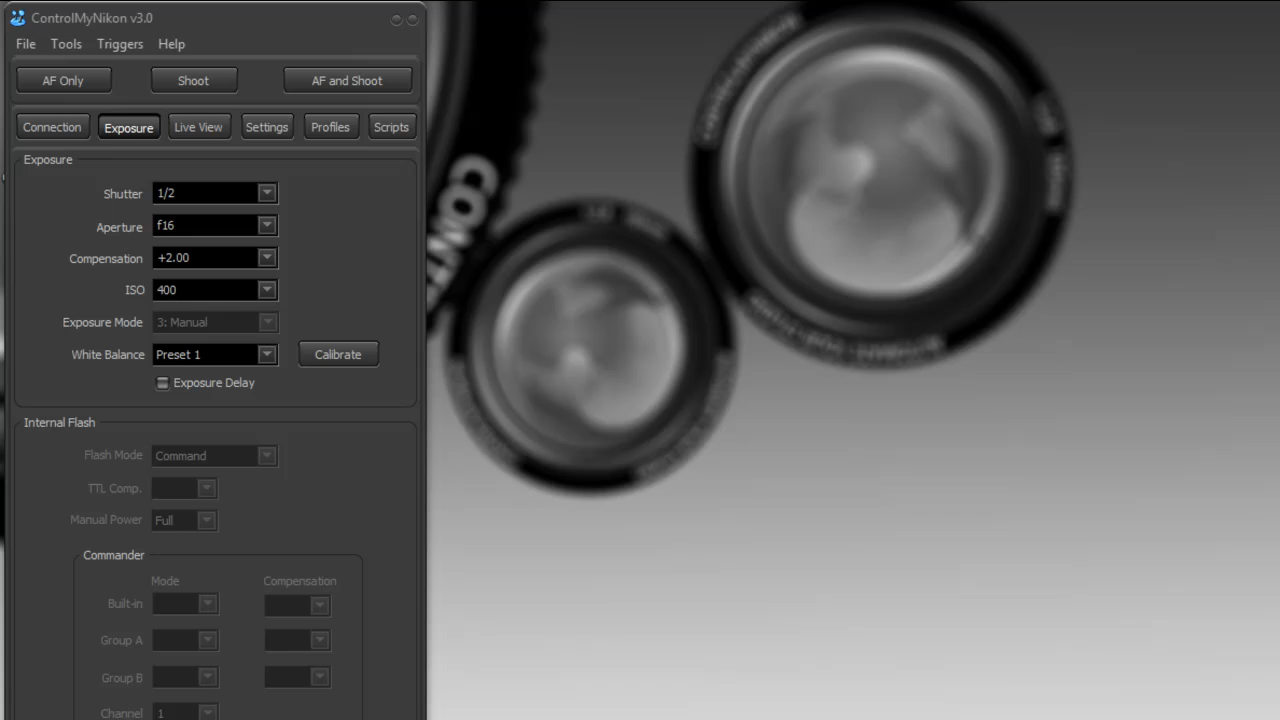 ControlMyNikon v3.0
File Tools Triggers Help
AF Only Shoot AF and Shoot
Connection Exposure Live View Settings Profiles Scripts
Exposure
Shutter 1/2
Aperture f16
Compensation +2.00
ISO 400
Exposure Mode 3: Manual
White Balance Preset 1 Calibrate
Exposure Delay
Internal Flash
Flash Mode Command
TTL Comp.
Manual Power Full
Commander
Mode Compensation
Built-in
Group A
Group B
Channel 1